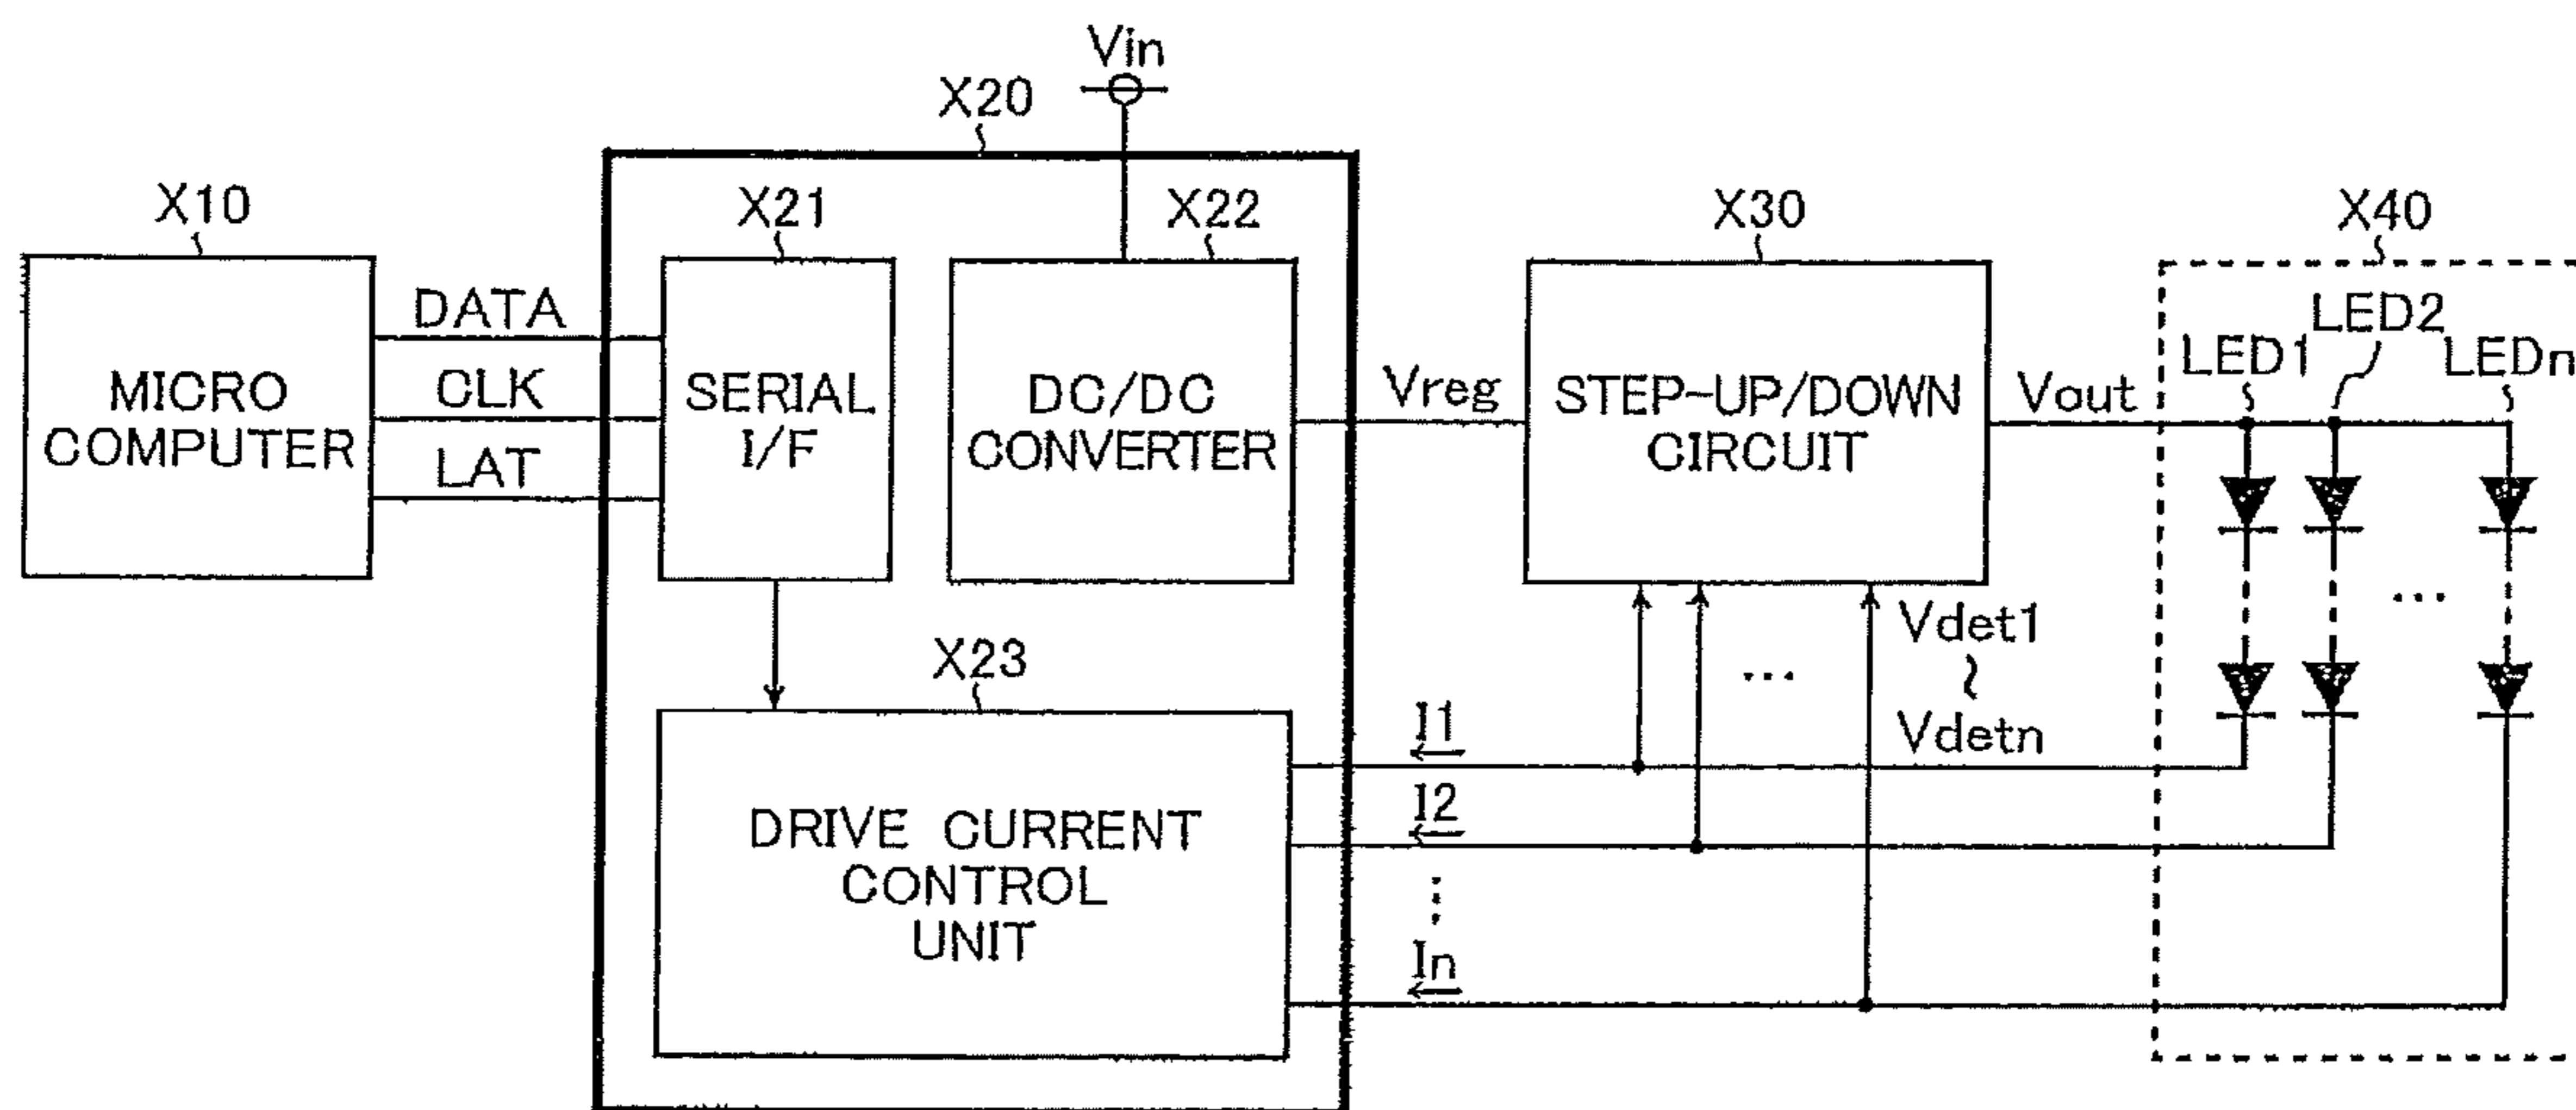 Vin
X20
X10
X21
X22
X30
X40
MICRO
COMPUTER
DATA
CLK
LAT
SERIAL
I/F
DC/DC
CONVERTER
Vreg
STEP-UP/DOWN
CIRCUIT
Vout
LED1
LED2
LEDn
...
X23
DRIVE CURRENT
CONTROL
UNIT
...
Vdet1
~
Vdetn
I1
I2
...
In